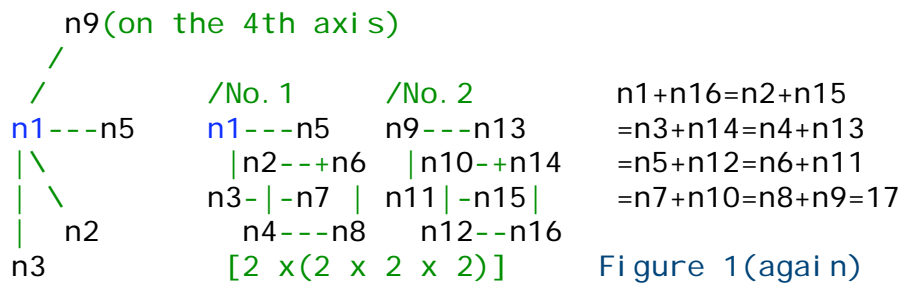 n9(on the 4th axis)
/
/ /No.1 /No.2 n1+n16=n2+n15
n1---n5 n1---n5 n9---n13 =n3+n14=n4+n13
|\ |n2--+n6 |n10-+n14 =n5+n12=n6+n11
| \ n3-|-n7 | n11|-n15| =n7+n10=n8+n9=17
| n2 n4---n8 n12--n16
n3 [2 x(2 x 2 x 2)] Figure 1(again)